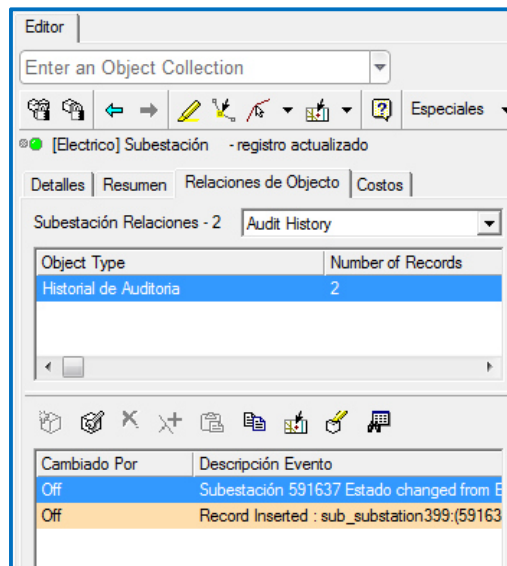 Editor
Enter an Object Collection
Especiales
[Electrico] Subestación - registro actualizado
Detalles Resumen Relaciones de Objecto Costos
Subestación Relaciones - 2 Audit History
Object Type Number of Records
Historial de Auditoria 2
Cambiado Por Descripción Evento
Off Subestación 591637 Estado changed from E
Off Record Inserted : sub_substation399:(59163